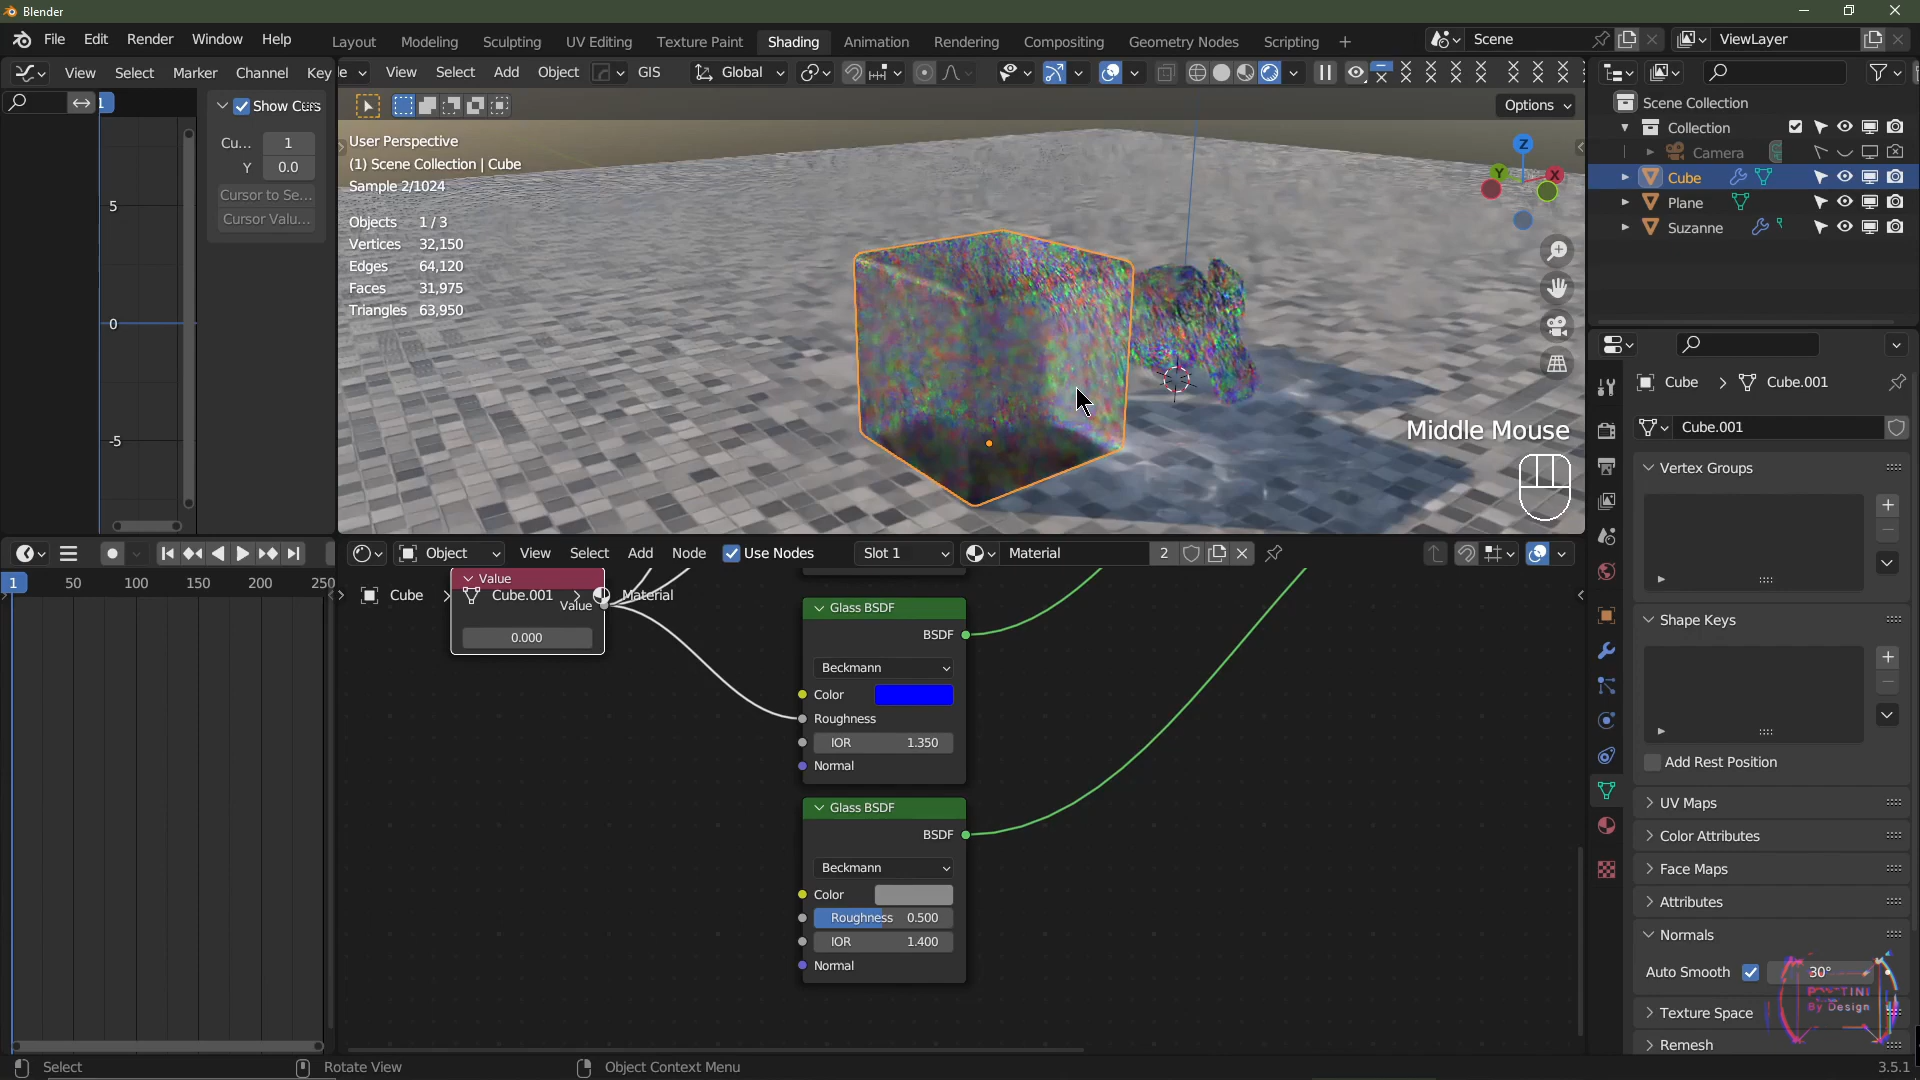 Blender
File Edit Render Window Help
Layout Modeling Sculpting UV Editing Texture Paint Shading Animation Rendering Compositing Geometry Nodes Scripting +
Scene
ViewLayer
View Select Marker Channel Key
le View Select Add Object GIS Global
Options
1
Show Curs
Cu... 1
Y 0.0
Cursor to Se...
Cursor Valu...
5
0
-5
User Perspective
(1) Scene Collection | Cube
Sample 2/1024
Objects 1 / 3
Vertices 32,150
Edges 64,120
Faces 31,975
Triangles 63,950
Z
Y
X
Middle Mouse
Scene Collection
Collection
Camera
Cube
Plane
Suzanne
Cube Cube.001
Cube.001
Vertex Groups
Shape Keys
Add Rest Position
UV Maps
Color Attributes
Face Maps
Attributes
Normals
Auto Smooth 30°
Texture Space
Remesh
By Design
1 50 100 150 200 250
Object View Select Add Node Use Nodes Slot 1 Material 2
Cube Cube.001 Material
Value
Value
0.000
Glass BSDF
BSDF
Beckmann
Color
Roughness
IOR 1.350
Normal
Glass BSDF
BSDF
Beckmann
Color
Roughness 0.500
IOR 1.400
Normal
Select Rotate View Object Context Menu 3.5.1